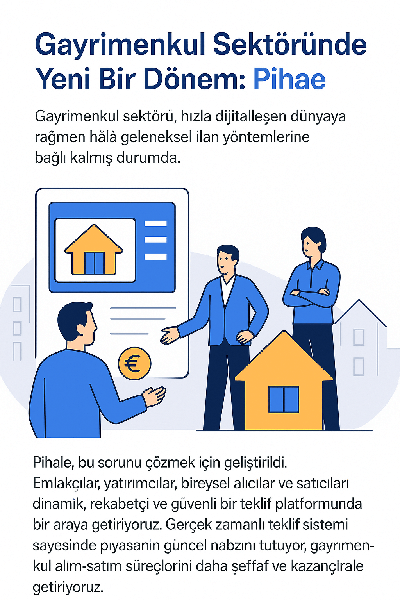 Gayrimenkul Sektöründe
Yeni Bir Dönem: Pihae
Gayrimenkul sektörü, hızla dijitalleşen dünyaya
rağmen hâlâ geleneksel ilan yöntemlerine
bağlı kalmış durumda.
€
Pihale, bu sorunu çözmek için geliştirildi.
Emlakçılar, yatırımcılar, bireysel alıcılar ve satıcıları
dinamik, rekabetçi ve güvenli bir teklif platformunda
bir araya getiriyoruz. Gerçek zamanlı teklif sistemi
sayesinde pıyasanin güncel nabzını tutuyor, gayrımen-
kul alım-satım süreçlorini daha şeffaf ve kazançlrale
getiriyoruz.